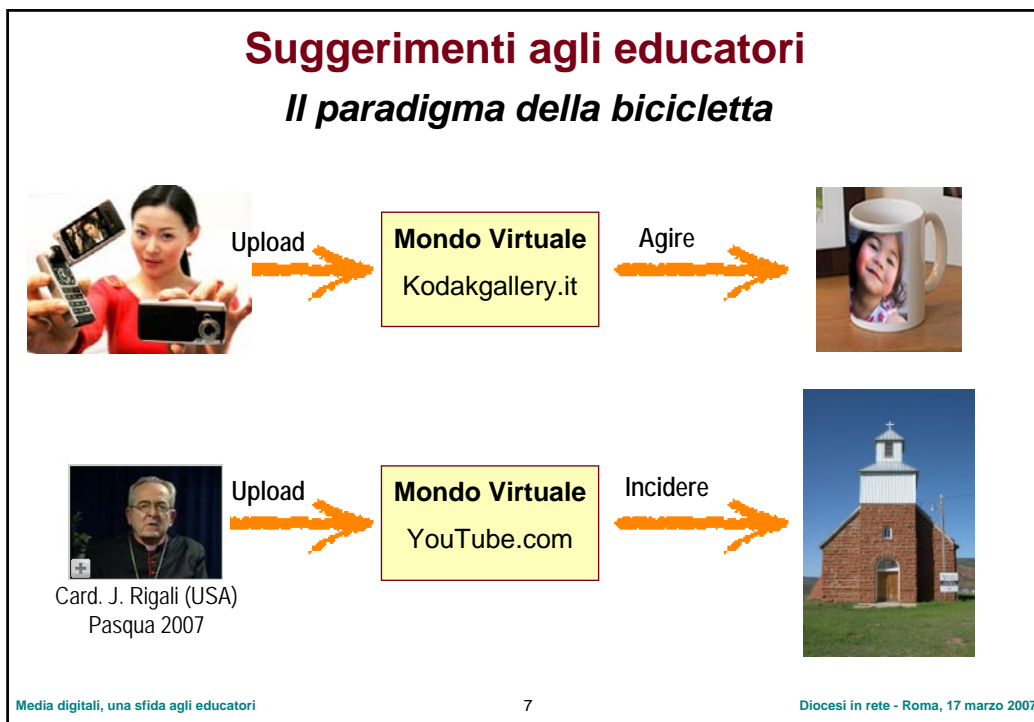 Suggerimenti agli educatori
Il paradigma della bicicletta
Upload
Mondo Virtuale
Kodakgallery.it
Agire
Upload
Mondo Virtuale
YouTube.com
Incidere
Card. J. Rigali (USA)
Pasqua 2007
Media digitali, una sfida agli educatori
7
Diocesi in rete - Roma, 17 marzo 2007